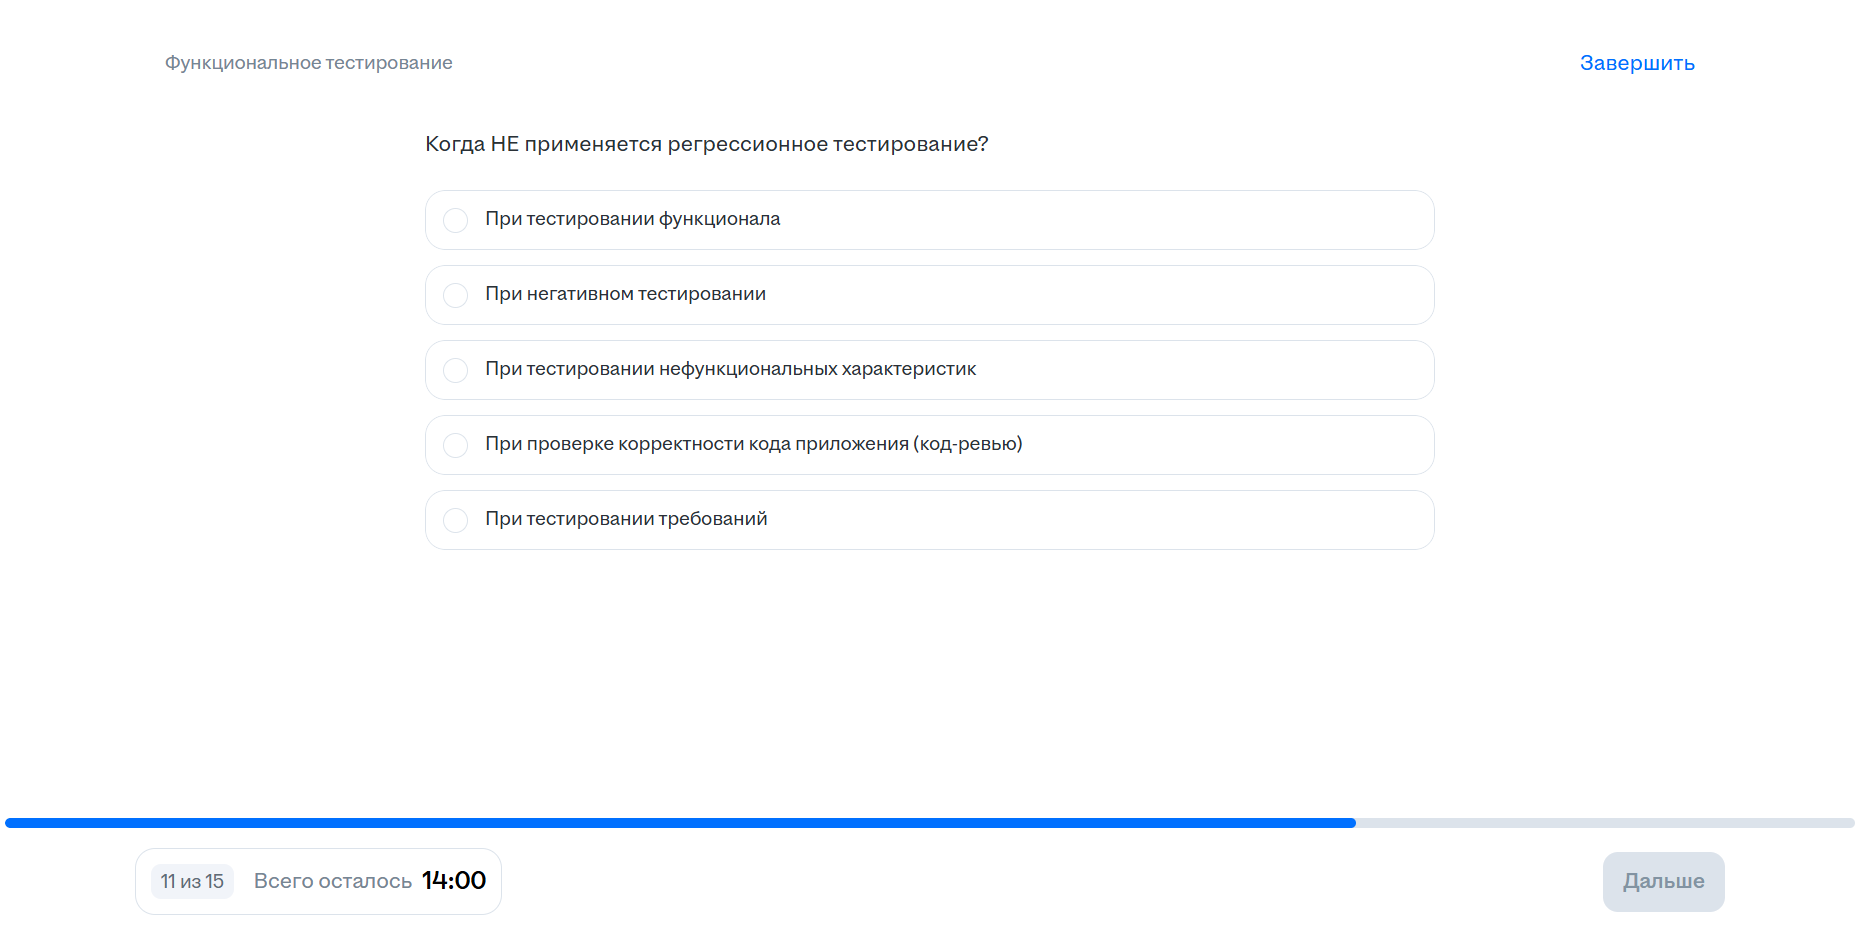 Функциональное тестирование
Завершить
Когда НЕ применяется регрессионное тестирование?
При тестировании функционала
При негативном тестировании
При тестировании нефункциональных характеристик
При проверке корректности кода приложения (код-ревью)
При тестировании требований
11 из 15 Всего осталось 14:00
Дальше